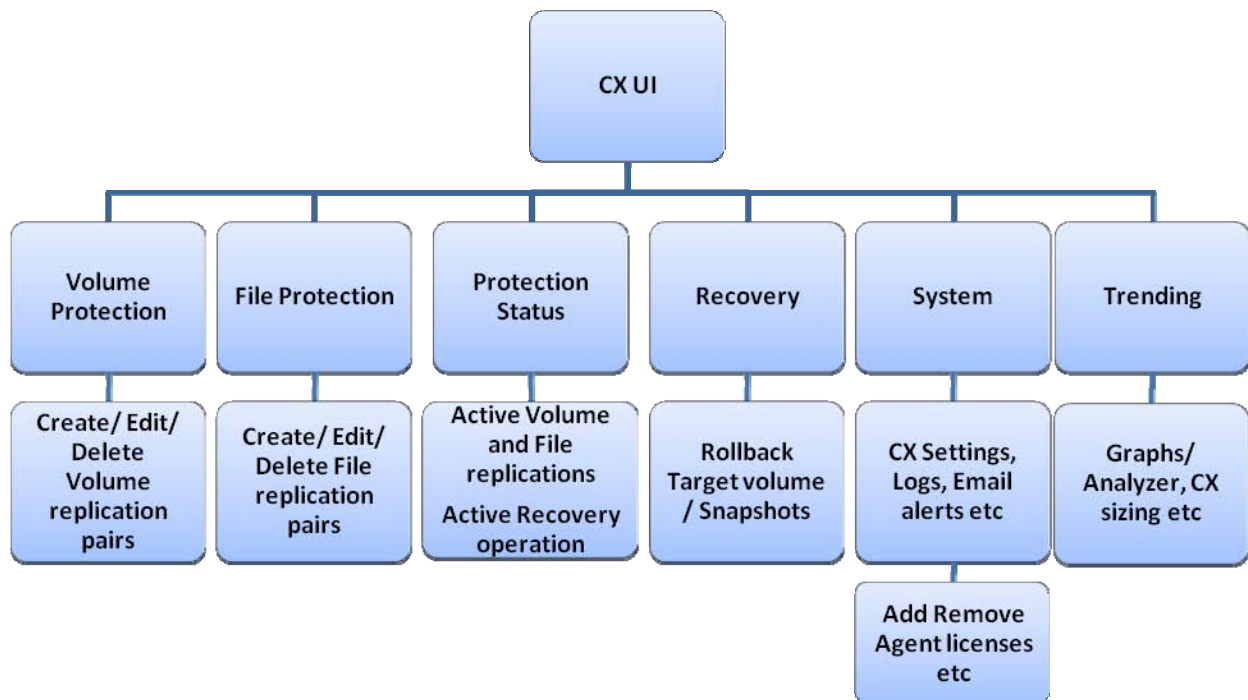 CX UI
Volume
Protection
File Protection
Protection
Status
Recovery
System
Trending
Create/ Edit/
Delete
Volume
replication
pairs
Create/ Edit/
Delete File
replication
pairs
Active Volume
and File
replications
Active Recovery
operation
Rollback
Target volume
/ Snapshots
CX Settings,
Logs, Email
alerts etc
Graphs/
Analyzer, CX
sizing etc
Add Remove
Agent licenses
etc